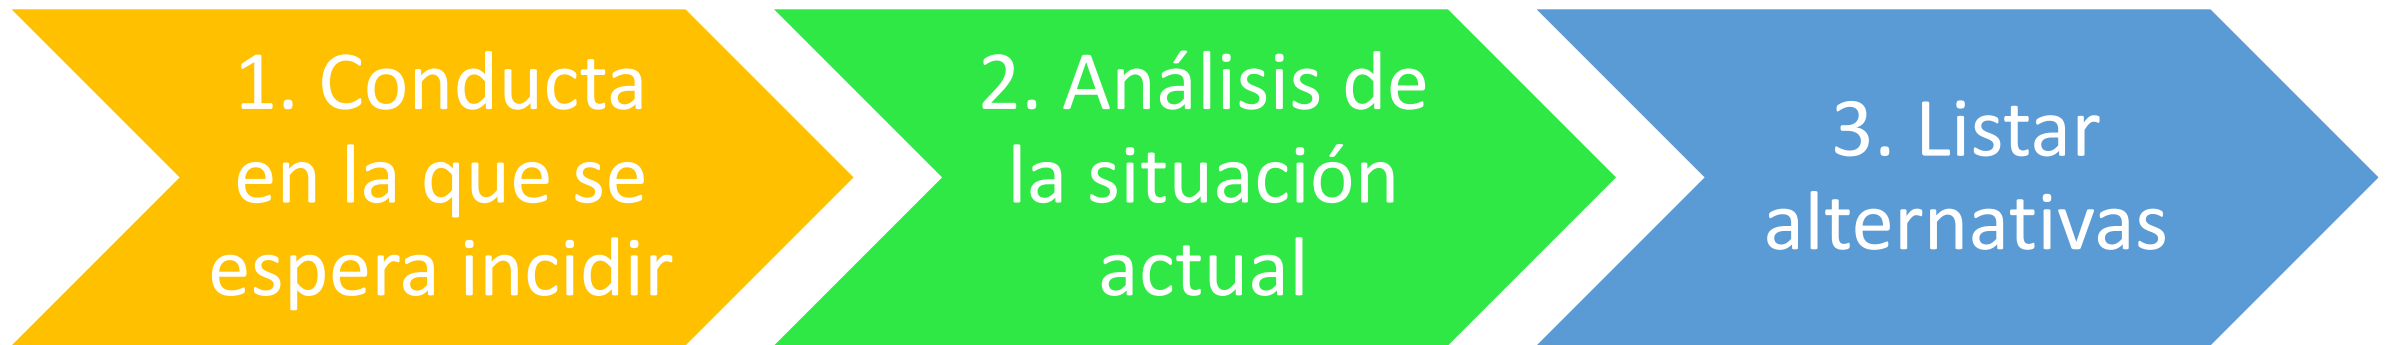 1. Conducta
en la que se
espera incidir
2. Análisis de
la situación
actual
3. Listar
alternativas